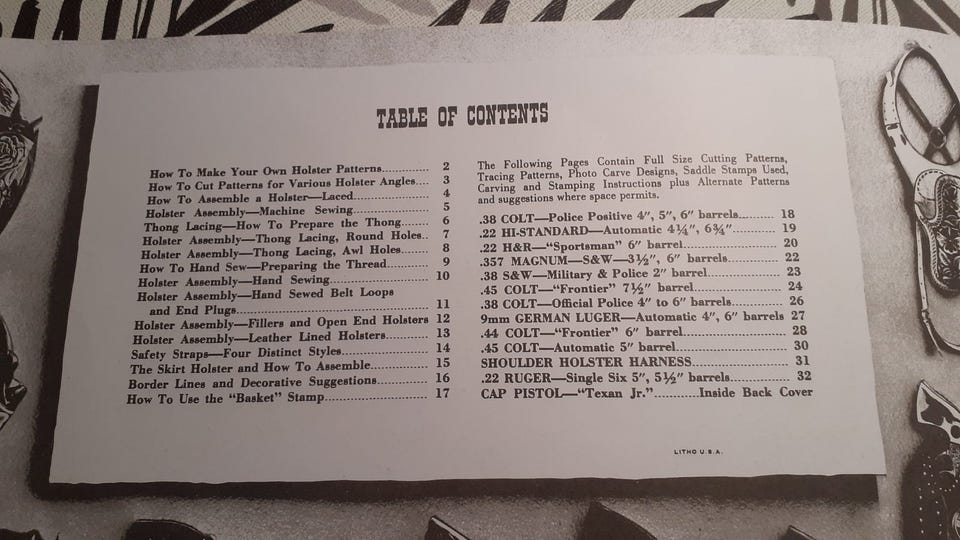 TABLE OF CONTENTS
How To Make Your Own Holster Patterns............. 2
How To Cut Patterns for Various Holster Angles.... 3
How To Assemble a Holster—Laced.................... 4
Holster Assembly—Machine Sewing.................... 5
Thong Lacing—How To Prepare the Thong....... 6
Holster Assembly—Thong Lacing, Round Holes.. 7
Holster Assembly—Thong Lacing, Awl Holes....... 8
How To Hand Sew—Preparing the Thread........... 9
Holster Assembly—Hand Sewing......................... 10
Holster Assembly—Hand Sewed Belt Loops
and End Plugs............................................. 11
Holster Assembly—Fillers and Open End Holsters 12
Holster Assembly—Leather Lined Holsters........... 13
Safety Straps—Four Distinct Styles...................... 14
The Skirt Holster and How To Assemble.............. 15
Border Lines and Decorative Suggestions............. 16
How To Use the "Basket" Stamp........................... 17
The Following Pages Contain Full Size Cutting Patterns,
Tracing Patterns, Photo Carve Designs, Saddle Stamps Used,
Carving and Stamping Instructions plus Alternate Patterns
and suggestions where space permits.
.38 COLT—Police Positive 4″, 5″, 6″ barrels.......... 18
.22 HI-STANDARD—Automatic 4¼″, 6¾″............ 19
.22 H&R—"Sportsman" 6″ barrel......................... 20
.357 MAGNUM—S&W—3½″, 6″ barrels.............. 22
.38 S&W—Military & Police 2″ barrel.................. 23
.45 COLT—"Frontier" 7½″ barrel......................... 24
.38 COLT—Official Police 4″ to 6″ barrels........... 26
9mm GERMAN LUGER—Automatic 4″, 6″ barrels 27
.44 COLT—"Frontier" 6″ barrel........................... 28
.45 COLT—Automatic 5″ barrel........................... 30
SHOULDER HOLSTER HARNESS......................... 31
.22 RUGER—Single Six 5″, 5½″ barrels................ 32
CAP PISTOL—"Texan Jr."...........Inside Back Cover
LITHO U.S.A.